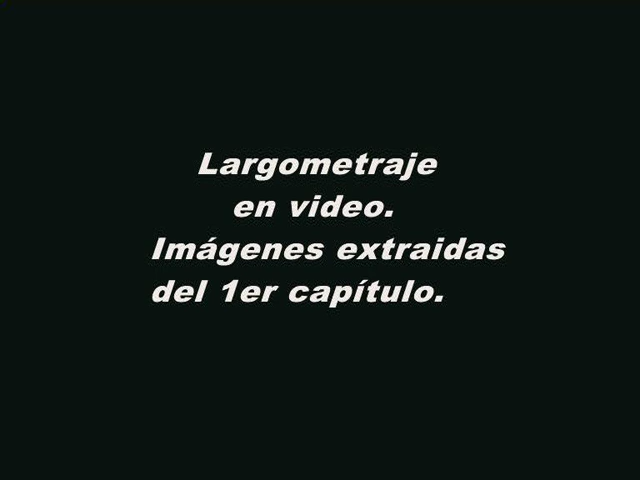 Largometraje
en video.
Imágenes extraidas
del 1er capítulo.